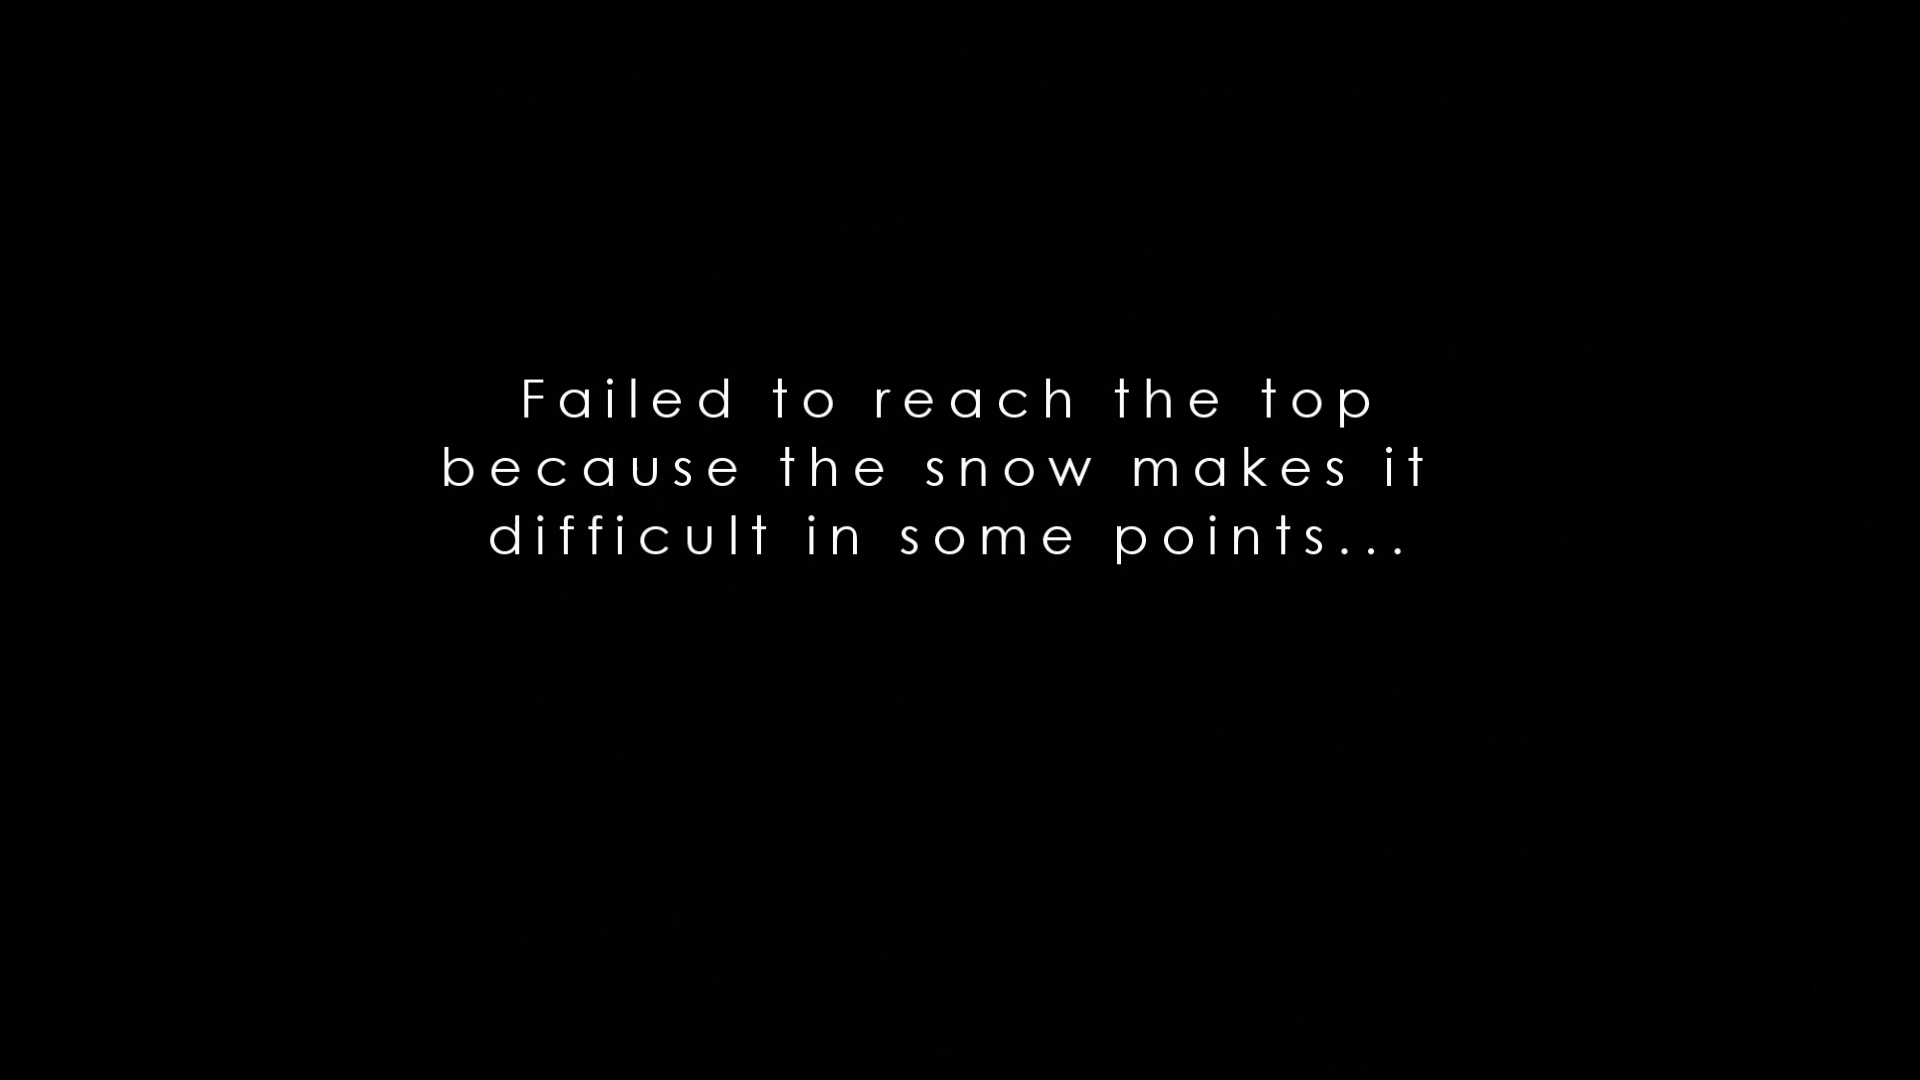 Failed to reach the top
because the snow makes it
difficult in some points...